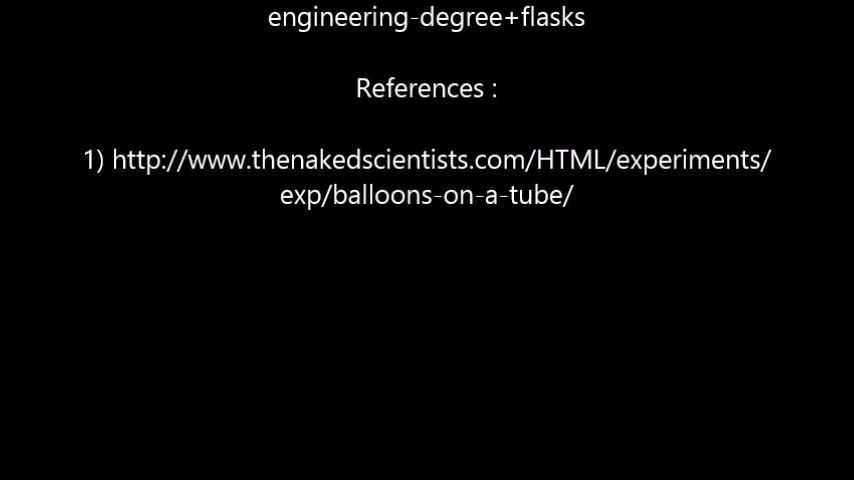 engineering-degree+flasks
References :
1) http://www.thenakedscientists.com/HTML/experiments/
exp/balloons-on-a-tube/